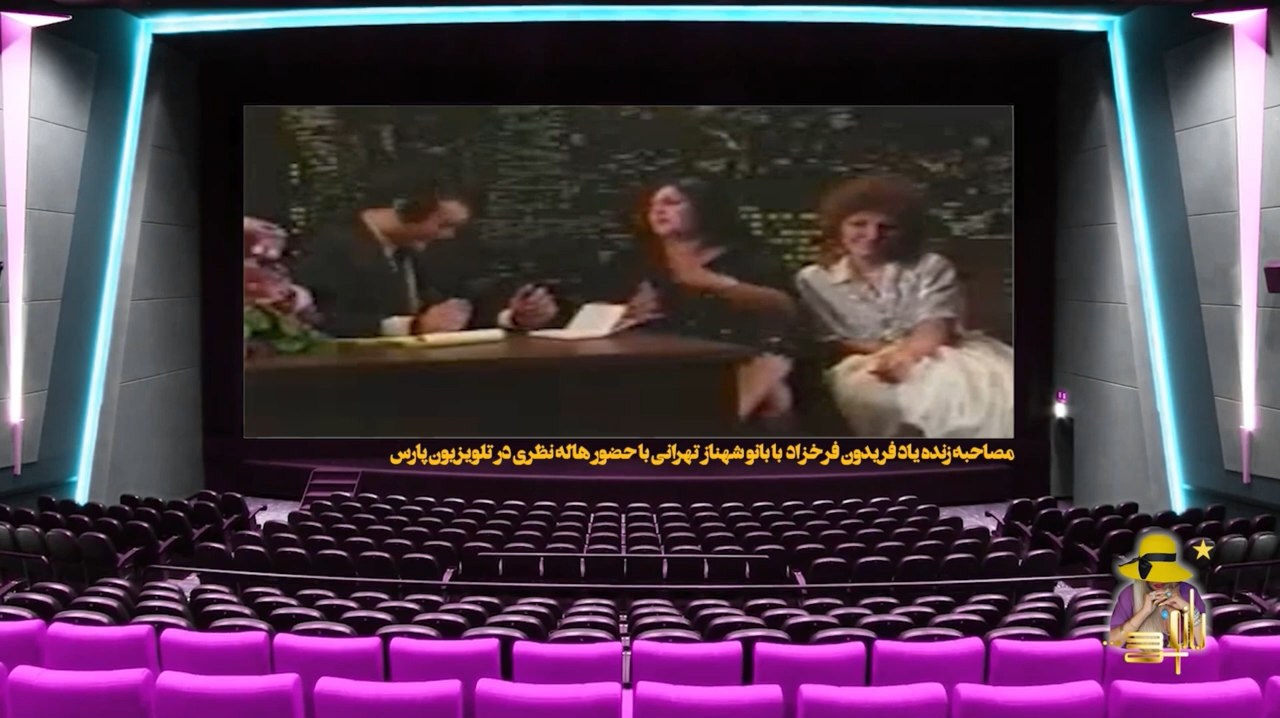 مصاحبه زنده یاد فریدون فرخزاد با بانو شهناز تهرانی با حضور هاله نظری در تلویزیون پارس